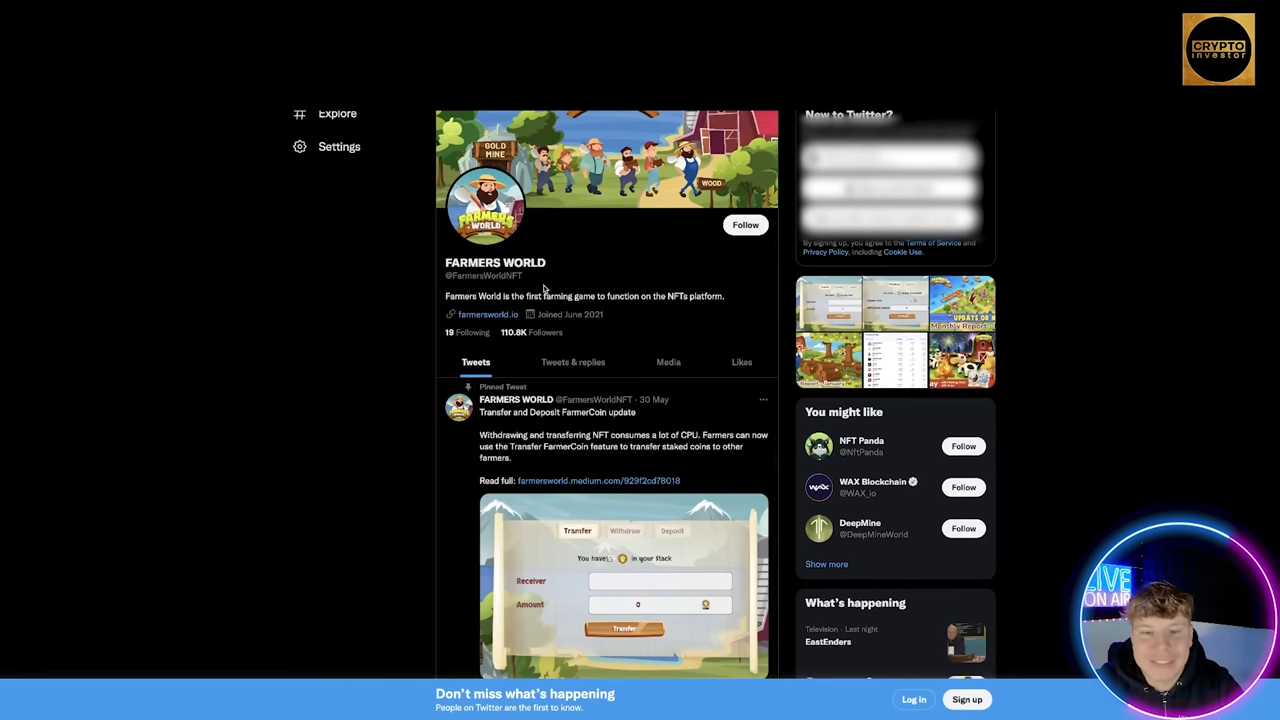 CRYPTO
investor
Explore
Settings
GOLD
MINE
WOOD
FARMERS
WORLD
Follow
FARMERS WORLD
@FarmersWorldNFT
Farmers World is the first farming game to function on the NFTs platform.
farmersworld.io Joined June 2021
19 Following 110.8K Followers
Tweets Tweets & replies Media Likes
Pinned Tweet
FARMERS WORLD @FarmersWorldNFT · 30 May
Transfer and Deposit FarmerCoin update
Withdrawing and transferring NFT consumes a lot of CPU. Farmers can now
use the Transfer FarmerCoin feature to transfer staked coins to other
farmers.
Read full: farmersworld.medium.com/929f2cd78018
Transfer Withdraw Deposit
You have in your Stack
Receiver
Amount 0
Transfer
New to Twitter?
By signing up, you agree to the Terms of Service and
Privacy Policy, including Cookie Use.
UPDATE
Monthly Report
Report January
You might like
NFT Panda
@NftPanda
Follow
WAX Blockchain
@WAX_io
Follow
DeepMine
@DeepMineWorld
Follow
Show more
What's happening
Television · Last night
EastEnders
LIVE
ON AIR
Don't miss what's happening
People on Twitter are the first to know.
Log in Sign up